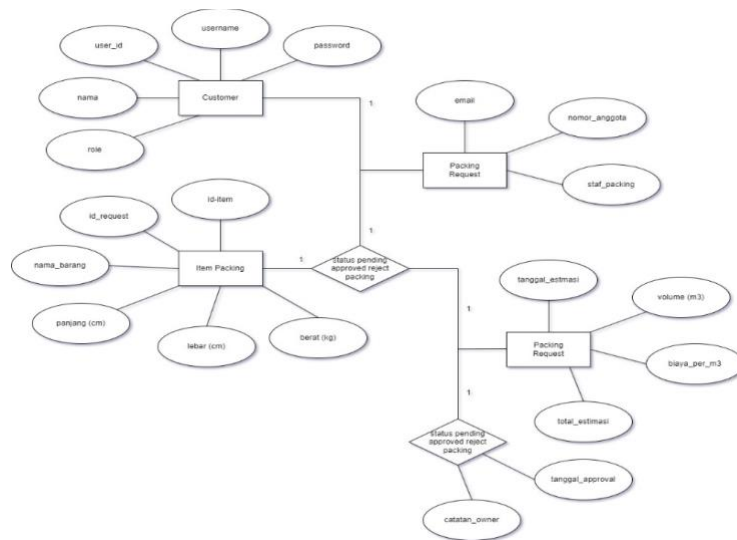 username
user_id
password
Customer
nama
role
1
email
nomor_anggota
Packing
Request
staf_packing
id-item
id_request
nama_barang
Item Packing
panjang (cm)
lebar (cm)
berat (kg)
1
1
status pending
approved reject
packing
tanggal_estmasi
volume (m3)
1
Packing
Request
biaya_per_m3
total_estimasi
1
status pending
approved reject
packing
tanggal_approval
catatan_owner